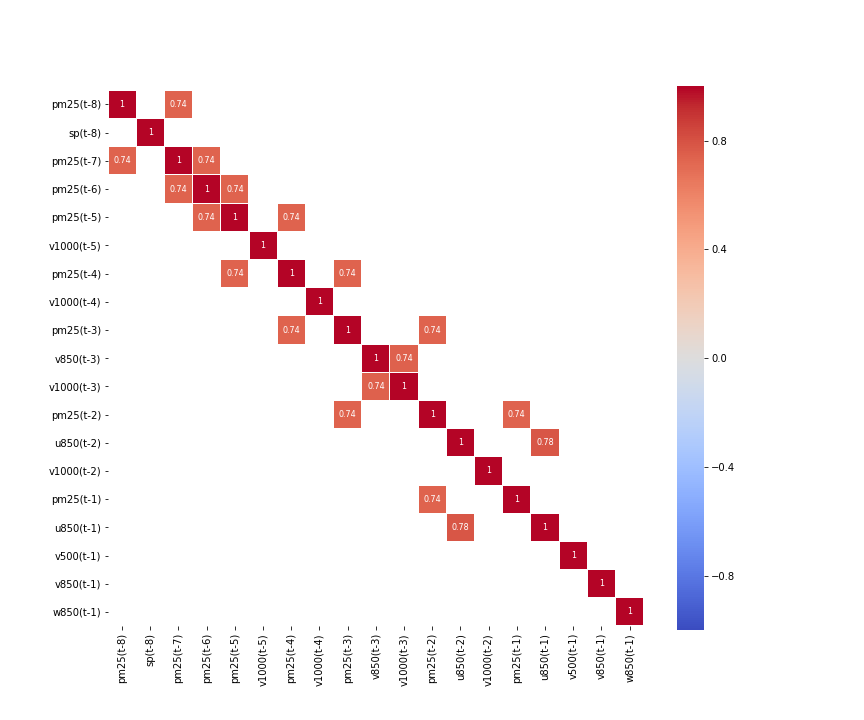 pm25(t-8) 1 0.74
sp(t-8) 1
pm25(t-7) 0.74 1 0.74
pm25(t-6) 0.74 1 0.74
pm25(t-5) 0.74 1 0.74
v1000(t-5) 1
pm25(t-4) 0.74 1 0.74
v1000(t-4) 1
pm25(t-3) 0.74 1 0.74
v850(t-3) 1 0.74
v1000(t-3) 0.74 1
pm25(t-2) 0.74 1 0.74
u850(t-2) 1 0.78
v1000(t-2) 1
pm25(t-1) 0.74 1
u850(t-1) 0.78 1
v500(t-1) 1
v850(t-1) 1
w850(t-1) 1
pm25(t-8)
sp(t-8)
pm25(t-7)
pm25(t-6)
pm25(t-5)
v1000(t-5)
pm25(t-4)
v1000(t-4)
pm25(t-3)
v850(t-3)
v1000(t-3)
pm25(t-2)
u850(t-2)
v1000(t-2)
pm25(t-1)
u850(t-1)
v500(t-1)
v850(t-1)
w850(t-1)
0.8
0.4
0.0
−0.4
−0.8